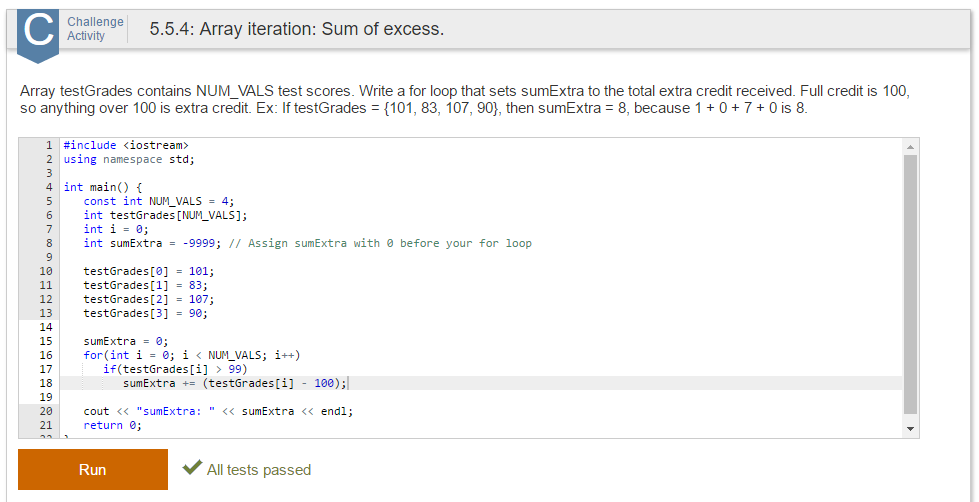 C Challenge Activity 5.5.4: Array iteration: Sum of excess.
Array testGrades contains NUM_VALS test scores. Write a for loop that sets sumExtra to the total extra credit received. Full credit is 100,
so anything over 100 is extra credit. Ex: If testGrades = {101, 83, 107, 90}, then sumExtra = 8, because 1 + 0 + 7 + 0 is 8.
1 #include <iostream>
2 using namespace std;
3
4 int main() {
5 const int NUM_VALS = 4;
6 int testGrades[NUM_VALS];
7 int i = 0;
8 int sumExtra = -9999; // Assign sumExtra with 0 before your for loop
9
10 testGrades[0] = 101;
11 testGrades[1] = 83;
12 testGrades[2] = 107;
13 testGrades[3] = 90;
14
15 sumExtra = 0;
16 for(int i = 0; i < NUM_VALS; i++)
17 if(testGrades[i] > 99)
18 sumExtra += (testGrades[i] - 100);
19
20 cout << "sumExtra: " << sumExtra << endl;
21 return 0;
Run All tests passed